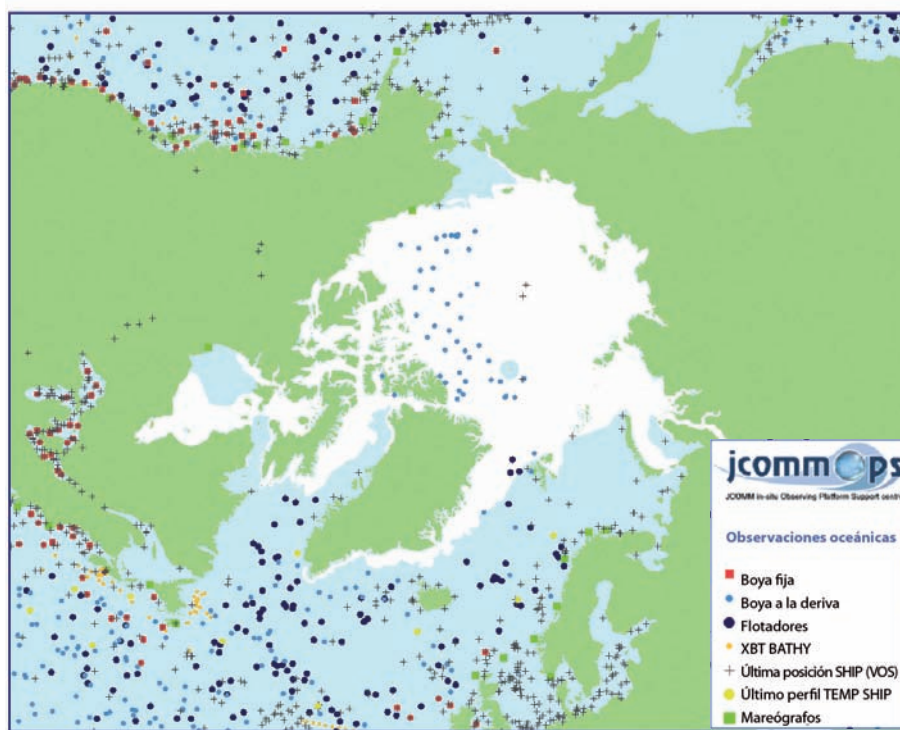 jcommops
JCOMM in-situ Observing Platform Support centr
Observaciones oceánicas
Boya fija
Boya a la deriva
Flotadores
XBT BATHY
Última posición SHIP (VOS)
Último perfil TEMP SHIP
Mareógrafos